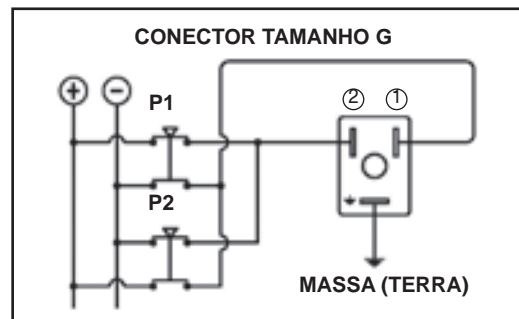 CONECTOR TAMANHO G
+ −
P1
2 1
P2
MASSA (TERRA)